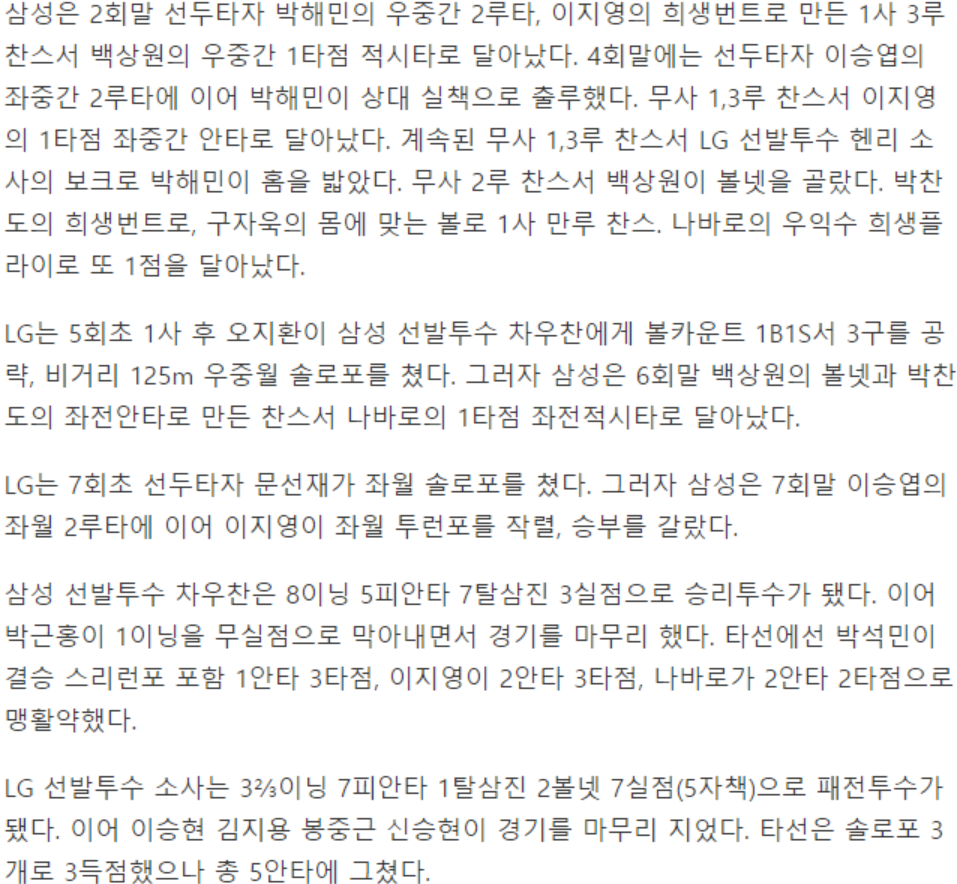 삼성은 2회말 선두타자 박해민의 우중간 2루타, 이지영의 희생번트로 만든 1사 3루
찬스서 백상원의 우중간 1타점 적시타로 달아났다. 4회말에는 선두타자 이승엽의
좌중간 2루타에 이어 박해민이 상대 실책으로 출루했다. 무사 1,3루 찬스서 이지영
의 1타점 좌중간 안타로 달아났다. 계속된 무사 1,3루 찬스서 LG 선발투수 헨리 소
사의 보크로 박해민이 홈을 밟았다. 무사 2루 찬스서 백상원이 볼넷을 골랐다. 박찬
도의 희생번트로, 구자욱의 몸에 맞는 볼로 1사 만루 찬스. 나바로의 우익수 희생플
라이로 또 1점을 달아났다.
LG는 5회초 1사 후 오지환이 삼성 선발투수 차우찬에게 볼카운트 1B1S서 3구를 공
략, 비거리 125m 우중월 솔로포를 쳤다. 그러자 삼성은 6회말 백상원의 볼넷과 박찬
도의 좌전안타로 만든 찬스서 나바로의 1타점 좌전적시타로 달아났다.
LG는 7회초 선두타자 문선재가 좌월 솔로포를 쳤다. 그러자 삼성은 7회말 이승엽의
좌월 2루타에 이어 이지영이 좌월 투런포를 작렬, 승부를 갈랐다.
삼성 선발투수 차우찬은 8이닝 5피안타 7탈삼진 3실점으로 승리투수가 됐다. 이어
박근홍이 1이닝을 무실점으로 막아내면서 경기를 마무리 했다. 타선에선 박석민이
결승 스리런포 포함 1안타 3타점, 이지영이 2안타 3타점, 나바로가 2안타 2타점으로
맹활약했다.
LG 선발투수 소사는 3⅔이닝 7피안타 1탈삼진 2볼넷 7실점(5자책)으로 패전투수가
됐다. 이어 이승현 김지용 봉중근 신승현이 경기를 마무리 지었다. 타선은 솔로포 3
개로 3득점했으나 총 5안타에 그쳤다.